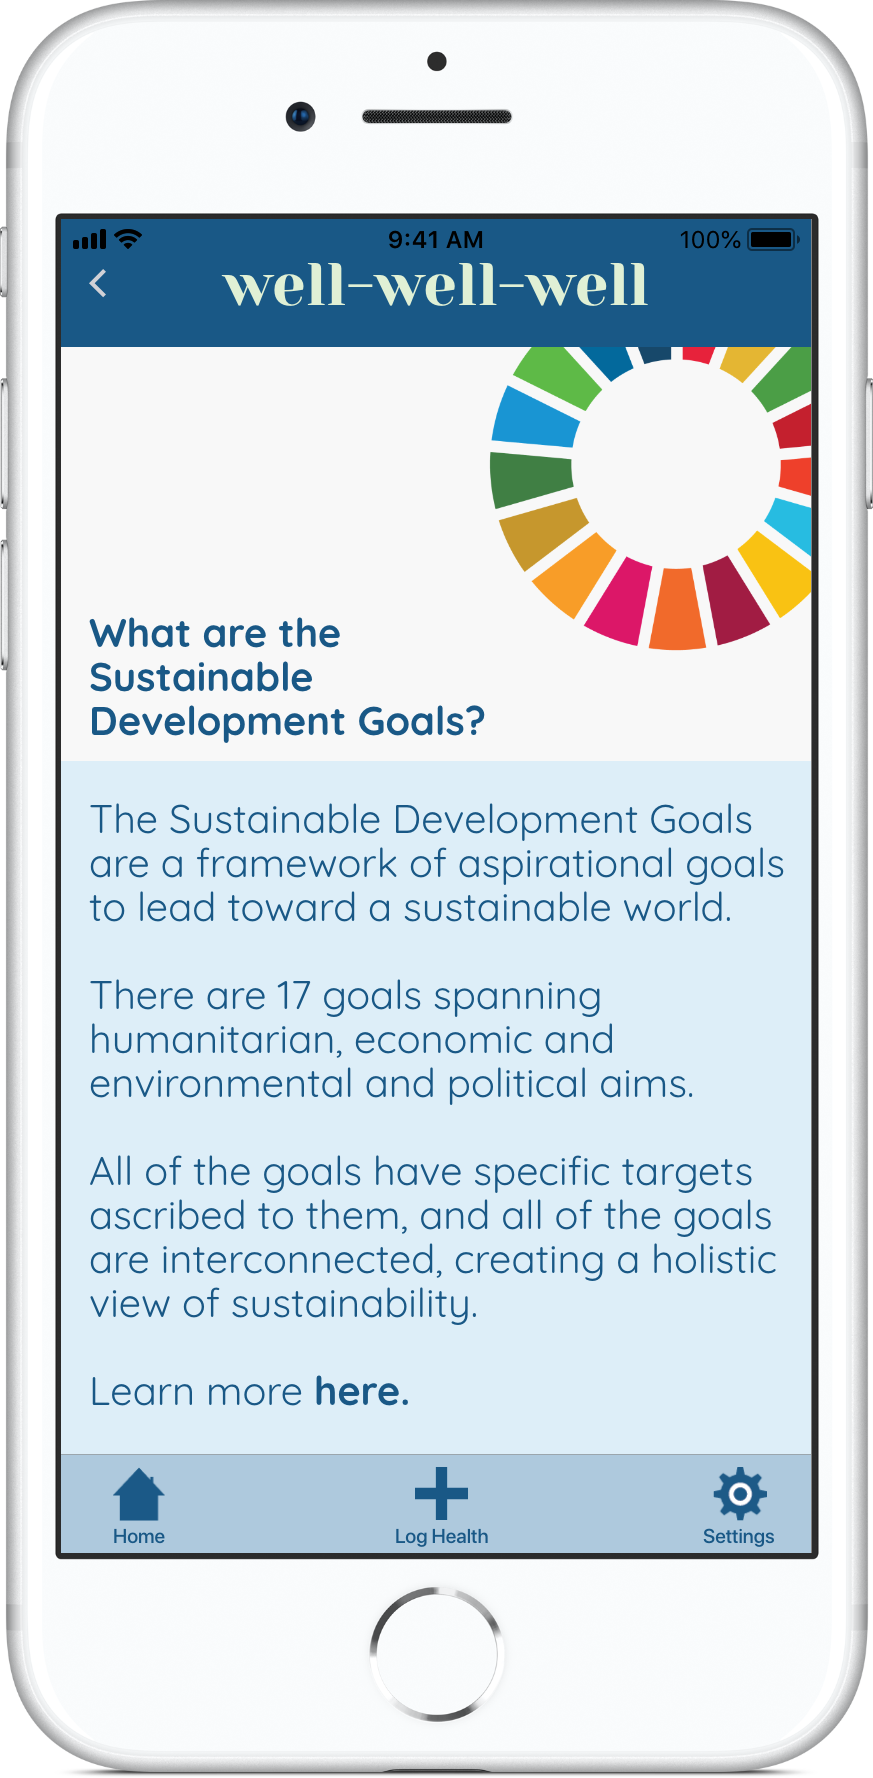 9:41 AM
100%
well-well-well
What are the
Sustainable
Development Goals?
The Sustainable Development Goals
are a framework of aspirational goals
to lead toward a sustainable world.
There are 17 goals spanning
humanitarian, economic and
environmental and political aims.
All of the goals have specific targets
ascribed to them, and all of the goals
are interconnected, creating a holistic
view of sustainability.
Learn more here.
Home
Log Health
Settings